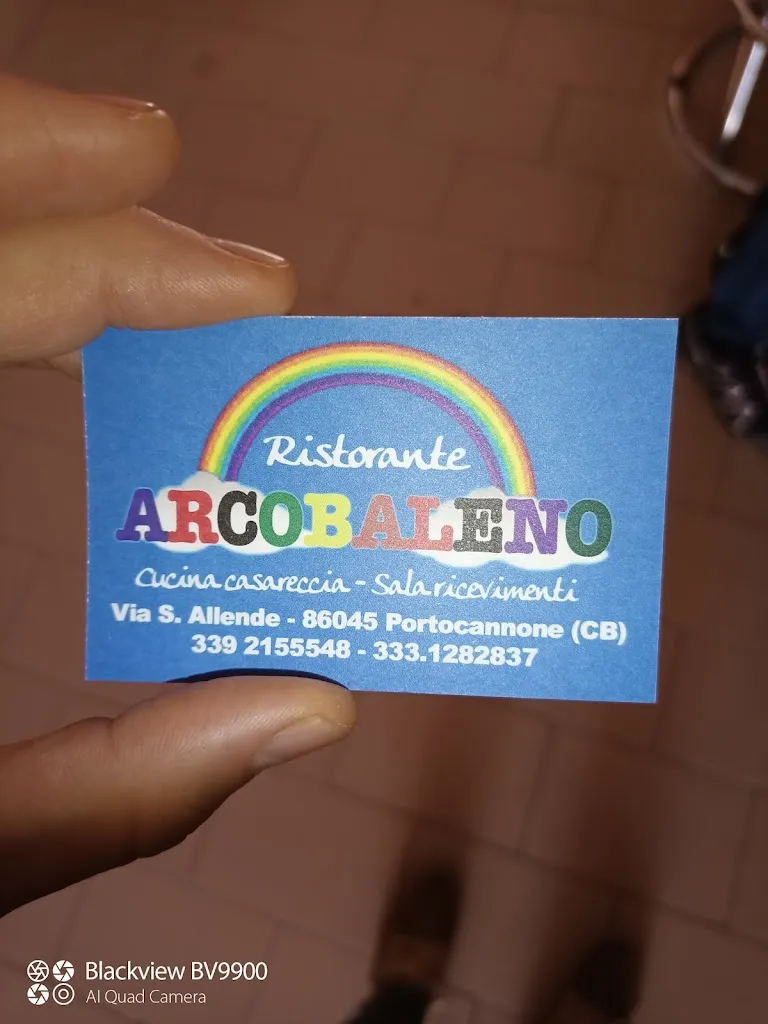 Ristorante
ARCOBALENO
Cucina casareccia - Sala ricevimenti
Via S. Allende - 86045 Portocannone (CB)
339 2155548 - 333.1282837
Blackview BV9900
AI Quad Camera